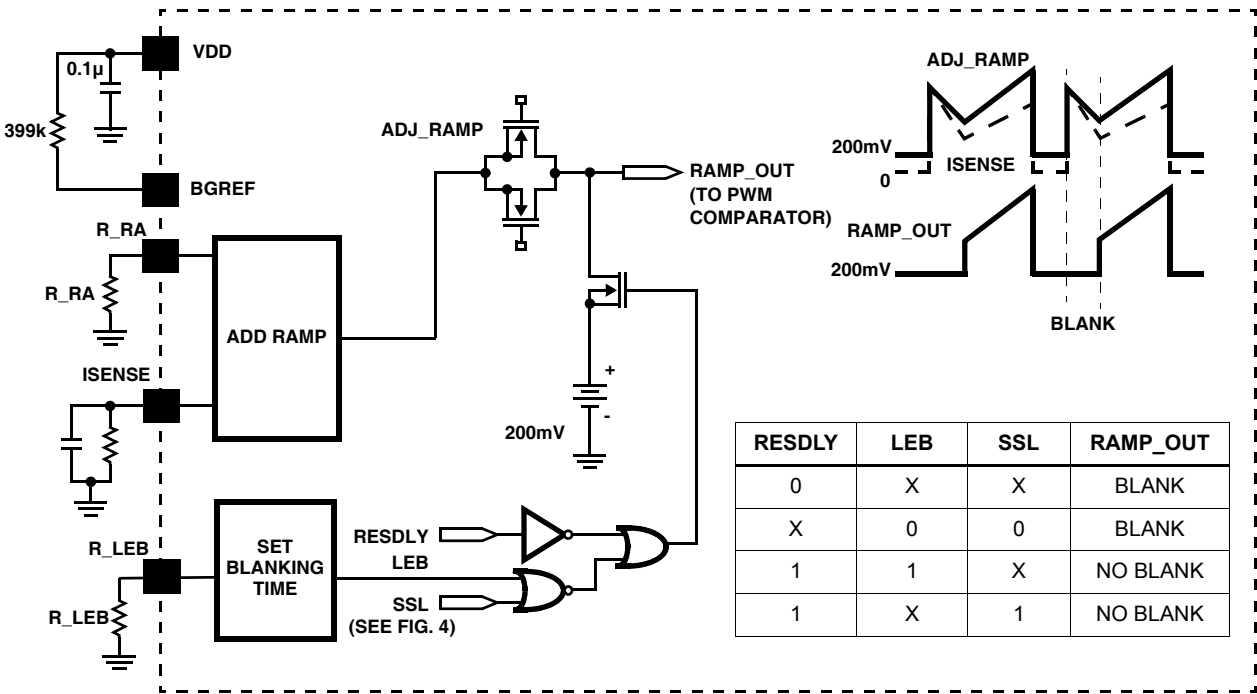 VDD
0.1µ
399k
BGREF
R_RA
R_RA
ADD RAMP
ISENSE
R_LEB
R_LEB
SET
BLANKING
TIME
RESDLY
LEB
SSL
(SEE FIG. 4)
ADJ_RAMP
RAMP_OUT
(TO PWM
COMPARATOR)
+
-
200mV
ADJ_RAMP
200mV
ISENSE
0
RAMP_OUT
200mV
BLANK
RESDLY LEB SSL RAMP_OUT
0 X X BLANK
X 0 0 BLANK
1 1 X NO BLANK
1 X 1 NO BLANK